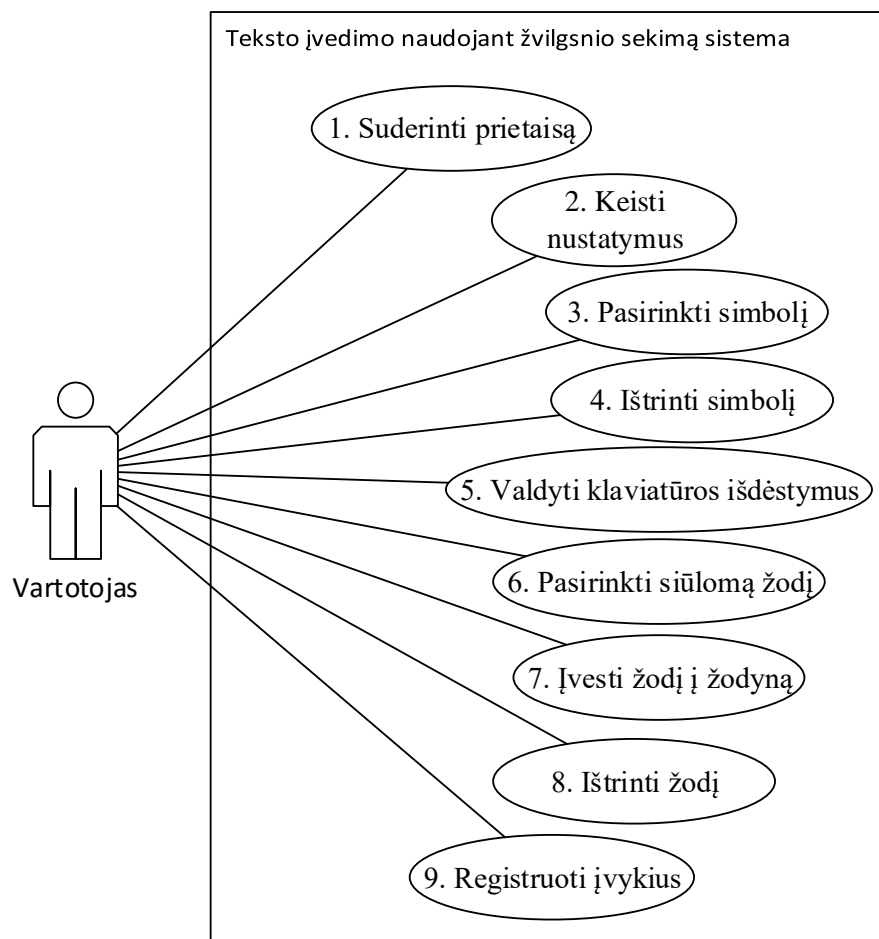 Teksto įvedimo naudojant žvilgsnio sekimą sistema
1. Suderinti prietaisą
2. Keisti
nustatymus
3. Pasirinkti simbolį
4. Ištrinti simbolį
5. Valdyti klaviatūros išdėstymus
6. Pasirinkti siūlomą žodį
7. Įvesti žodį į žodyną
8. Ištrinti žodį
9. Registruoti įvykius
Vartotojas